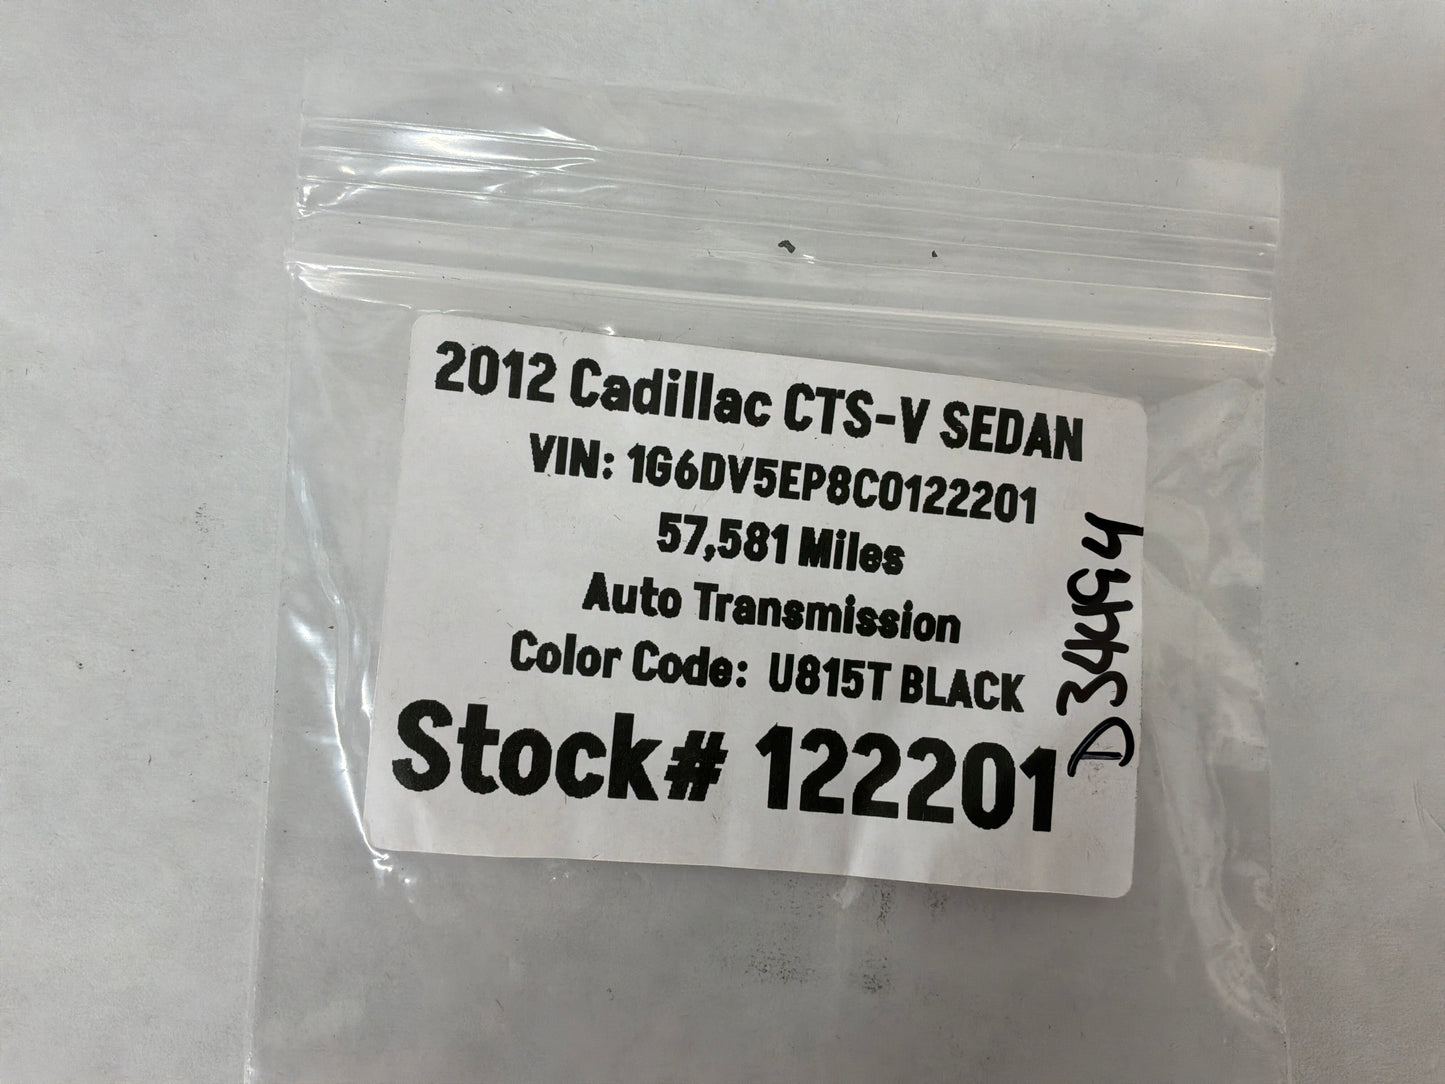 2012 Cadillac CTS-V SEDAN
VIN: 1G6DV5EP8C0122201
57,581 Miles
Auto Transmission
Color Code: U815T BLACK
Stock# 122201
D34494